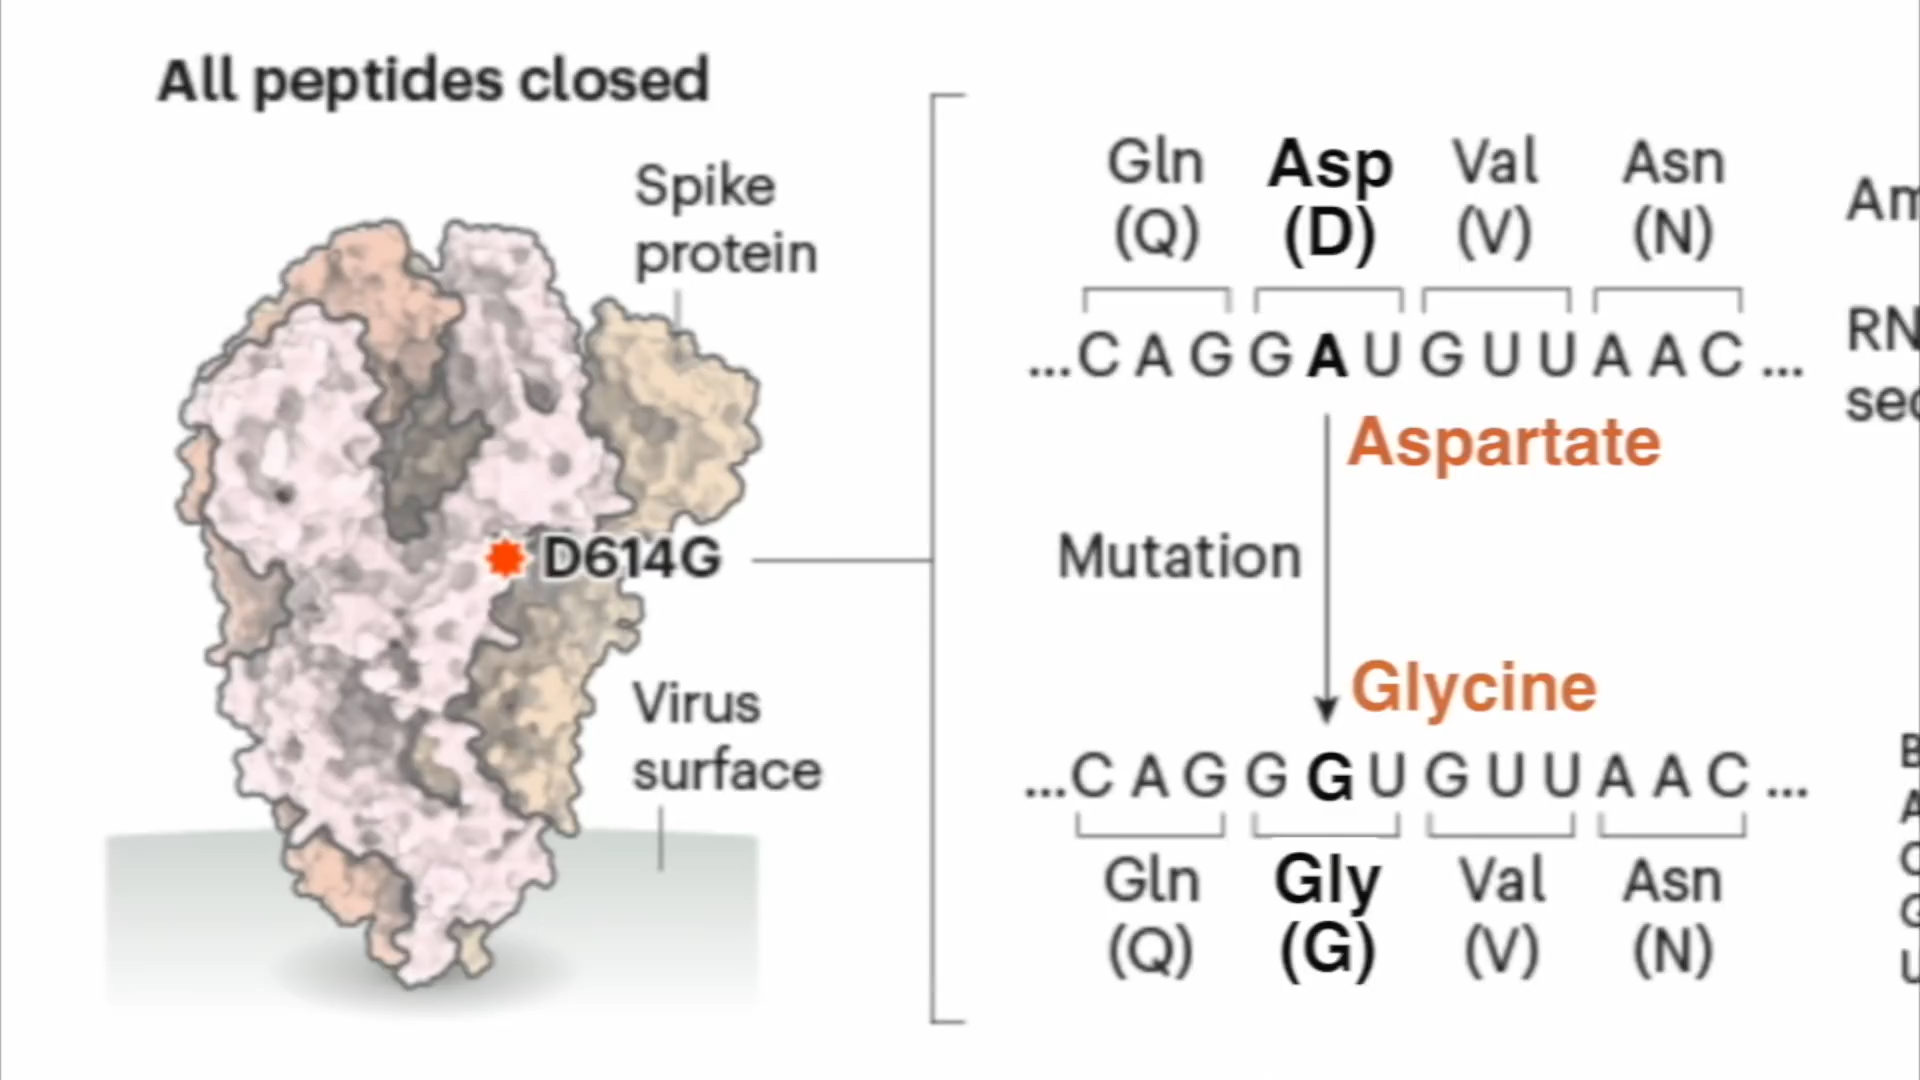 All peptides closed
Spike
protein
D614G
Virus
surface
Gln Asp Val Asn
(Q) (D) (V) (N)
...C A G G A U G U U A A C ...
Aspartate
Mutation
Glycine
...C A G G G U G U U A A C ...
Gln Gly Val Asn
(Q) (G) (V) (N)